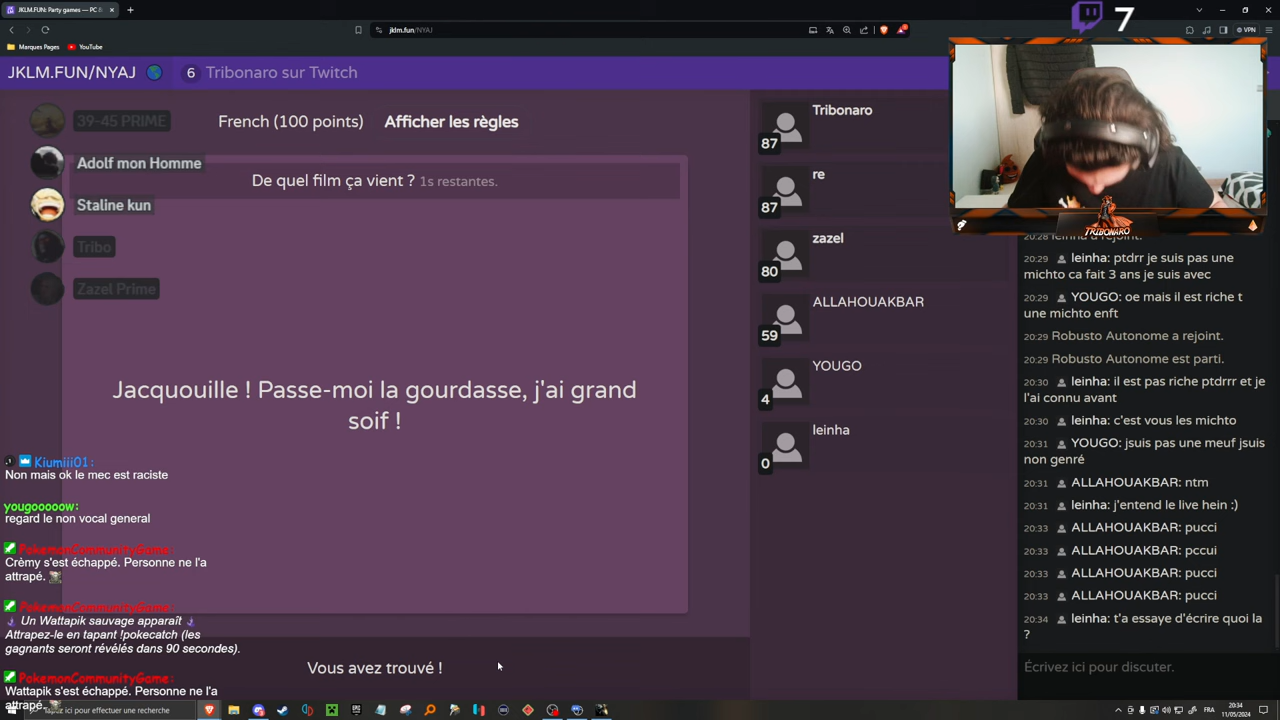 JKLM.FUN: Party games — PC &
Marques Pages
YouTube
jklm.fun/NYAJ
VPN
7
JKLM.FUN/NYAJ
6
Tribonaro sur Twitch
39-45 PRIME
Adolf mon Homme
Staline kun
Tribo
Zazel Prime
French (100 points)
Afficher les règles
De quel film ça vient ? 1s restantes.
Jacquouille ! Passe-moi la gourdasse, j'ai grand
soif !
Vous avez trouvé !
Kiumiii01:
Non mais ok le mec est raciste
yougooooow:
regard le non vocal general
PokemonCommunityGame:
Crèmy s'est échappé. Personne ne l'a
attrapé.
PokemonCommunityGame:
Un Wattapik sauvage apparaît
Attrapez-le en tapant !pokecatch (les
gagnants seront révélés dans 90 secondes).
PokemonCommunityGame:
Wattapik s'est échappé. Personne ne l'a
attrapé.
Tribonaro
87
re
87
zazel
80
ALLAHOUAKBAR
59
YOUGO
4
leinha
0
TRIBONARO
20:28 leinha a rejoint.
20:29 leinha: ptdrr je suis pas une
michto ca fait 3 ans je suis avec
20:29 YOUGO: oe mais il est riche t
une michto enft
20:29 Robusto Autonome a rejoint.
20:29 Robusto Autonome est parti.
20:30 leinha: il est pas riche ptdrrr et je
l'ai connu avant
20:30 leinha: c'est vous les michto
20:31 YOUGO: jsuis pas une meuf jsuis
non genré
20:31 ALLAHOUAKBAR: ntm
20:31 leinha: j'entend le live hein :)
20:33 ALLAHOUAKBAR: pucci
20:33 ALLAHOUAKBAR: pccui
20:33 ALLAHOUAKBAR: pucci
20:33 ALLAHOUAKBAR: pucci
20:34 leinha: t'a essaye d'écrire quoi la
?
Écrivez ici pour discuter.
Tapez ici pour effectuer une recherche
FRA
20:34
11/05/2024